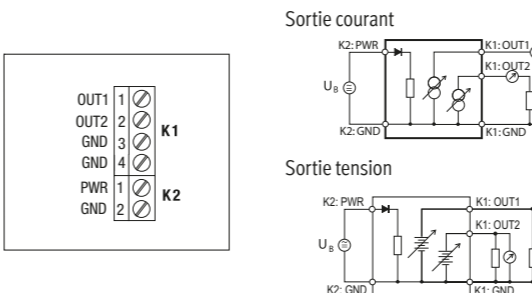 OUT1 1
OUT2 2
GND 3
GND 4
K1
PWR 1
GND 2
K2
Sortie courant
K2: PWR
K1: OUT1
K1: OUT2
UB
K2: GND
K1: GND
Sortie tension
K2: PWR
K1: OUT1
K1: OUT2
UB
K2: GND
K1: GND